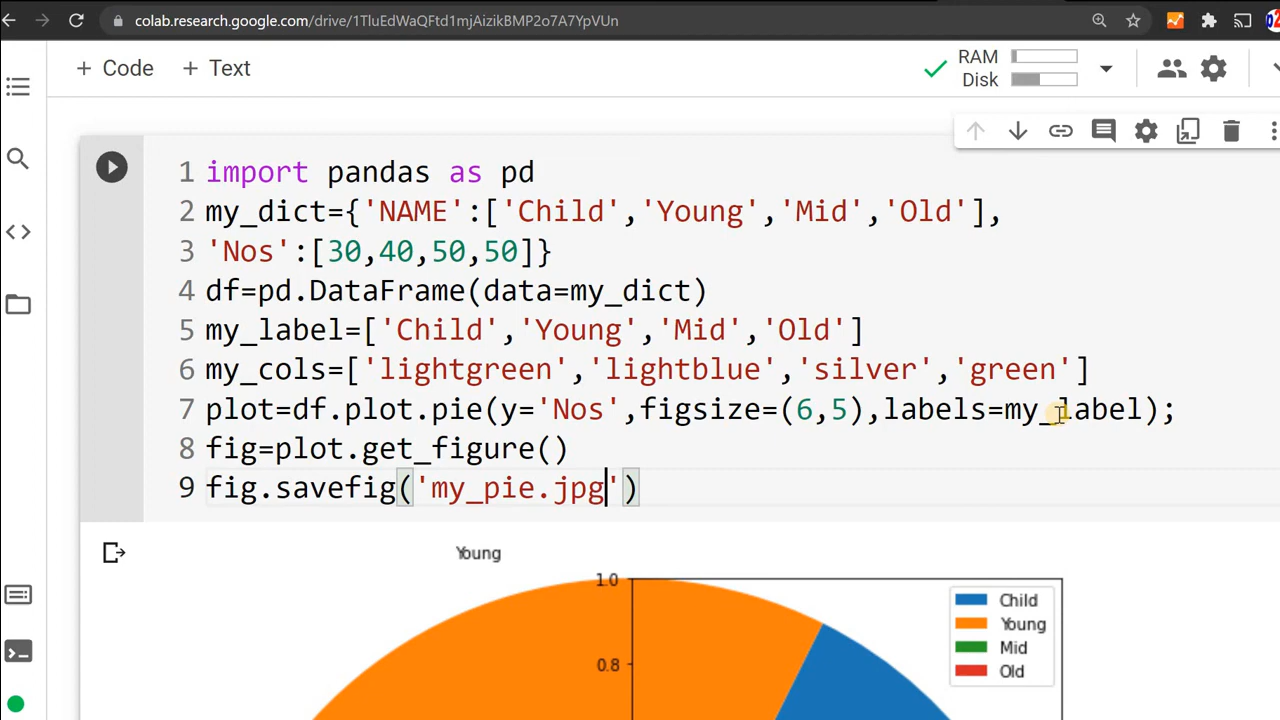 colab.research.google.com/drive/1TluEdWaQFtd1mjAizikBMP2o7A7YpVUn
+ Code + Text
RAM
Disk
1 import pandas as pd
2 my_dict={'NAME':['Child','Young','Mid','Old'],
3 'Nos':[30,40,50,50]}
4 df=pd.DataFrame(data=my_dict)
5 my_label=['Child','Young','Mid','Old']
6 my_cols=['lightgreen','lightblue','silver','green']
7 plot=df.plot.pie(y='Nos',figsize=(6,5),labels=my_label);
8 fig=plot.get_figure()
9 fig.savefig('my_pie.jpg')
Young
1.0
0.8
Child
Young
Mid
Old